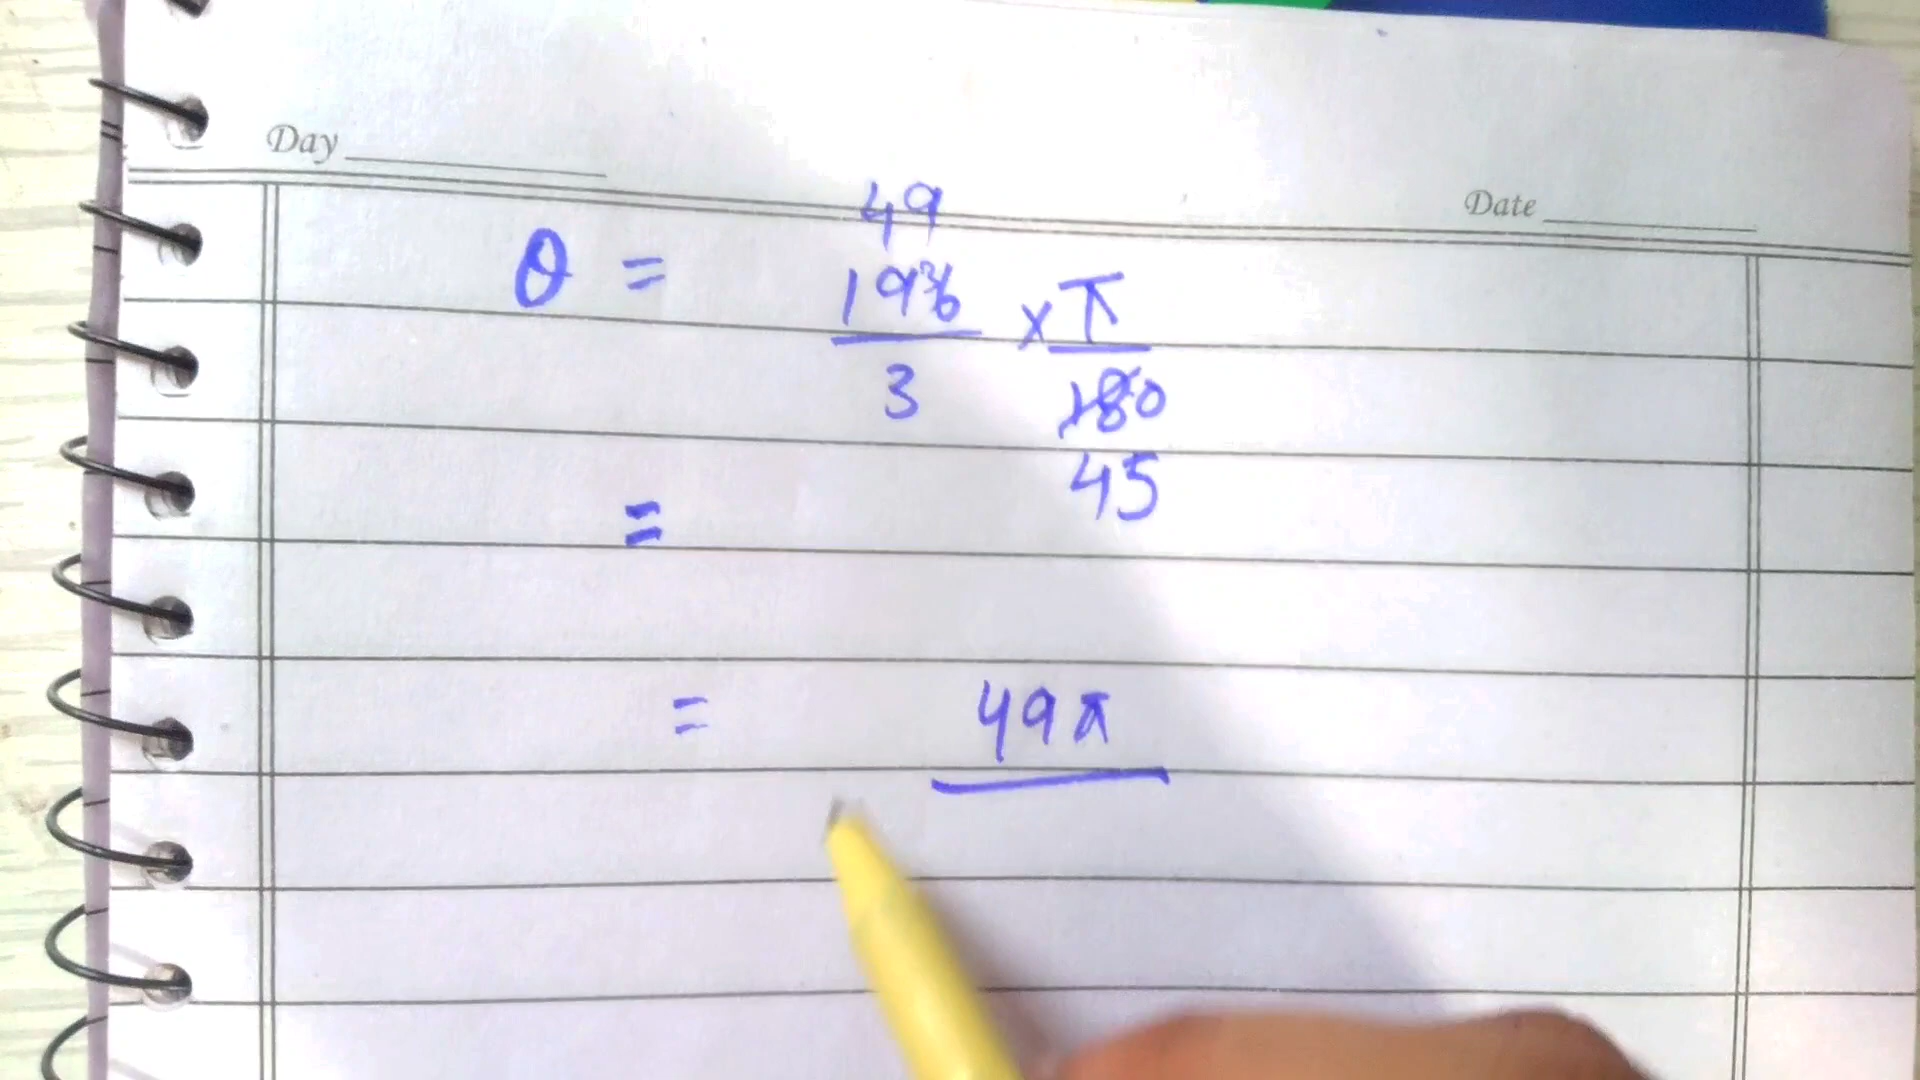 Day
Date
49
θ = 196/3 × π/180
45
=
= 49π